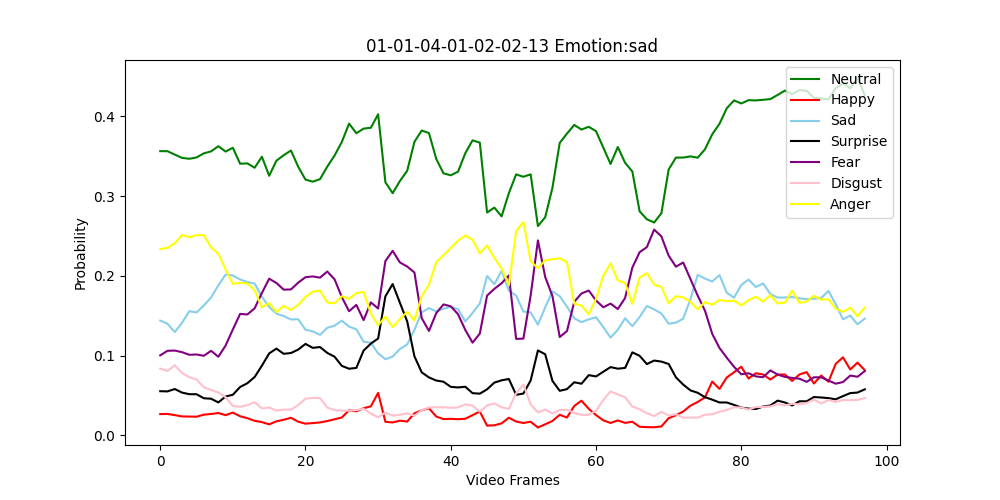 01-01-04-01-02-02-13 Emotion:sad
Neutral
Happy
Sad
Surprise
Fear
Disgust
Anger
Probability
0.4
0.3
0.2
0.1
0.0
0 20 40 60 80 100
Video Frames